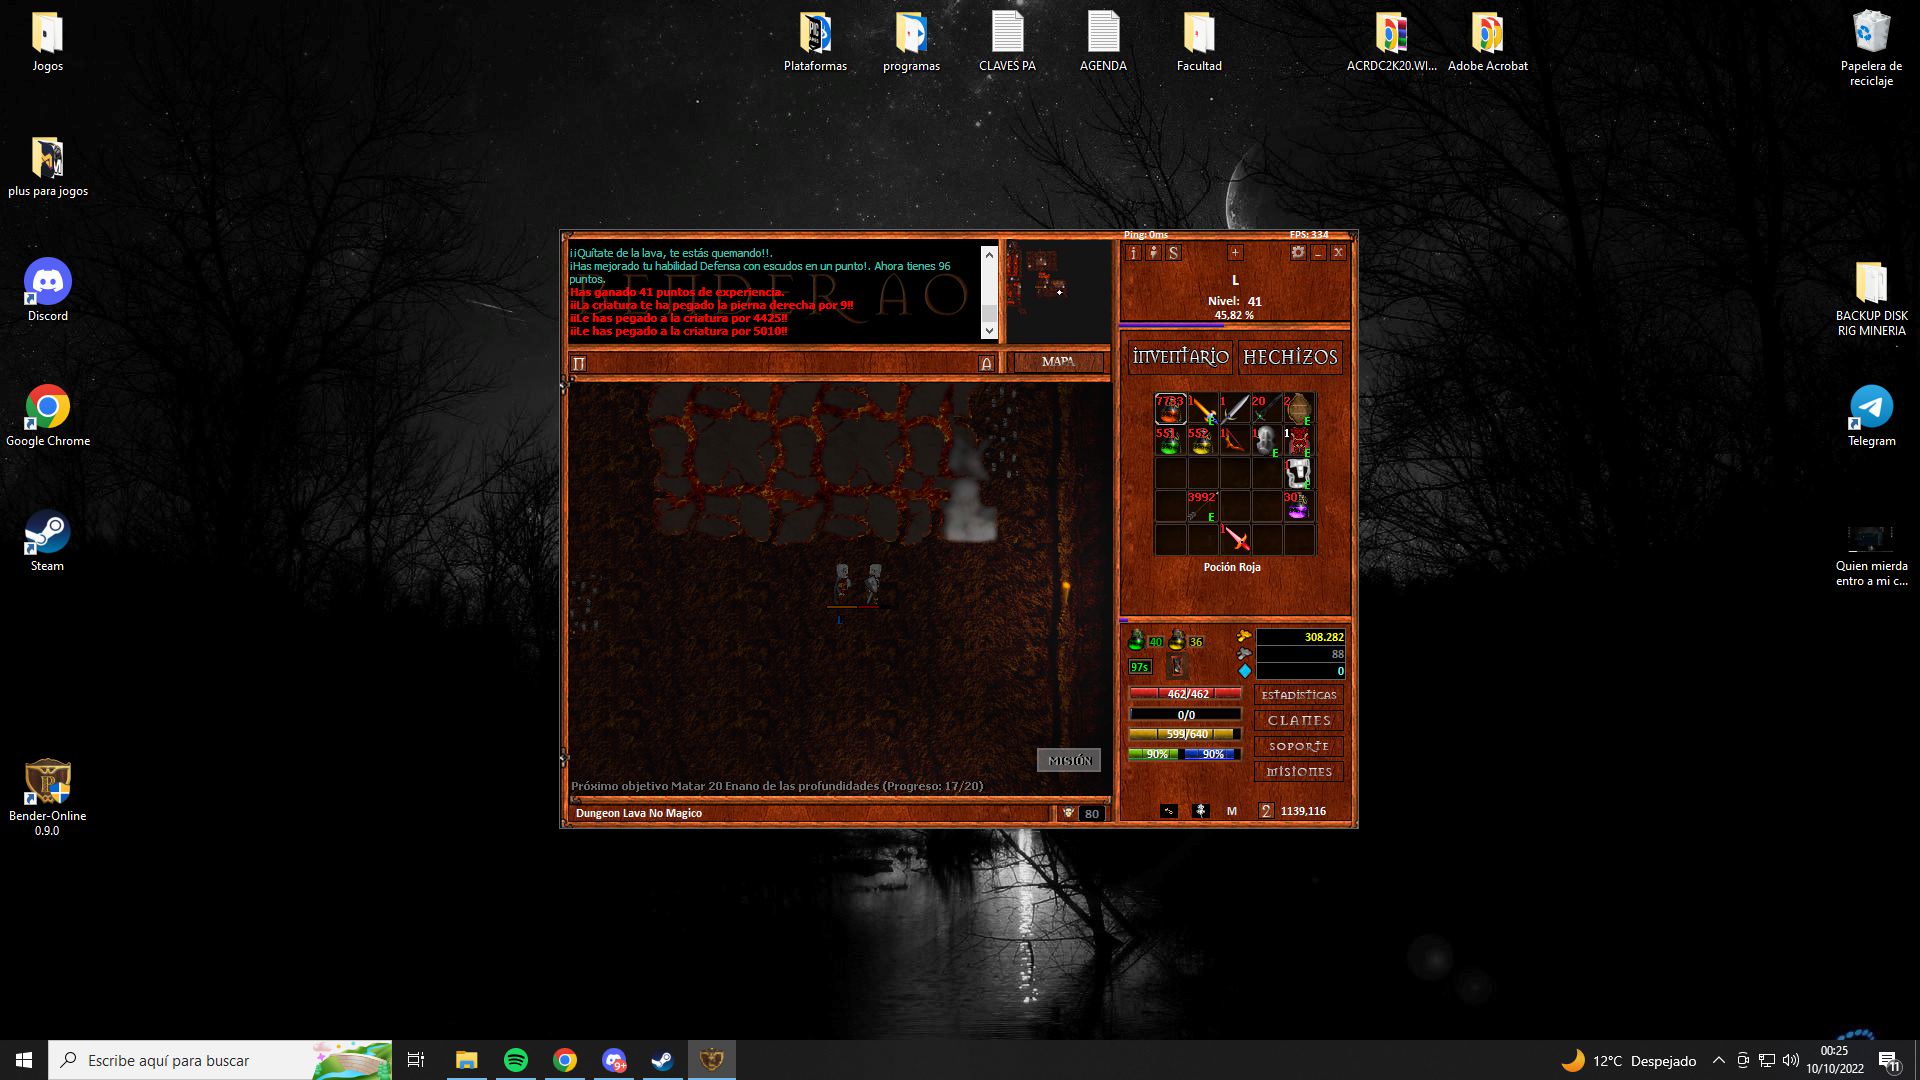 Jogos
Plataformas
programas
CLAVES PA
AGENDA
Facultad
ACRDC2K20.WI...
Adobe Acrobat
Papelera de
reciclaje
plus para jogos
Discord
Google Chrome
Steam
Bender-Online
0.9.0
BACKUP DISK
RIG MINERIA
Telegram
Quien mierda
entro a mi c...
Ping: 0ms
FPS: 334
¡¡Quítate de la lava, te estás quemando!!.
¡Has mejorado tu habilidad Defensa con escudos en un punto!. Ahora tienes 96
puntos.
Has ganado 41 puntos de experiencia.
¡¡La criatura te ha pegado la pierna derecha por 9!!
¡¡Le has pegado a la criatura por 4425!!
¡¡Le has pegado a la criatura por 5010!!
BENDER AO
MAPA
i
S
+
_
X
L
Nivel: 41
45,82 %
INVENTARIO
HECHIZOS
7733 1 1 20 2
551 552 1 1 1
3992 30
1
E
Poción Roja
L
MISIÓN
Próximo objetivo Matar 20 Enano de las profundidades (Progreso: 17/20)
Dungeon Lava No Magico
80
40
36
97s
308.282
88
0
462/462
0/0
599/640
90%
90%
ESTADISTICAS
CLANES
SOPORTE
MISIONES
M
2
1139,116
Escribe aquí para buscar
9+
12°C Despejado
00:25
10/10/2022
11